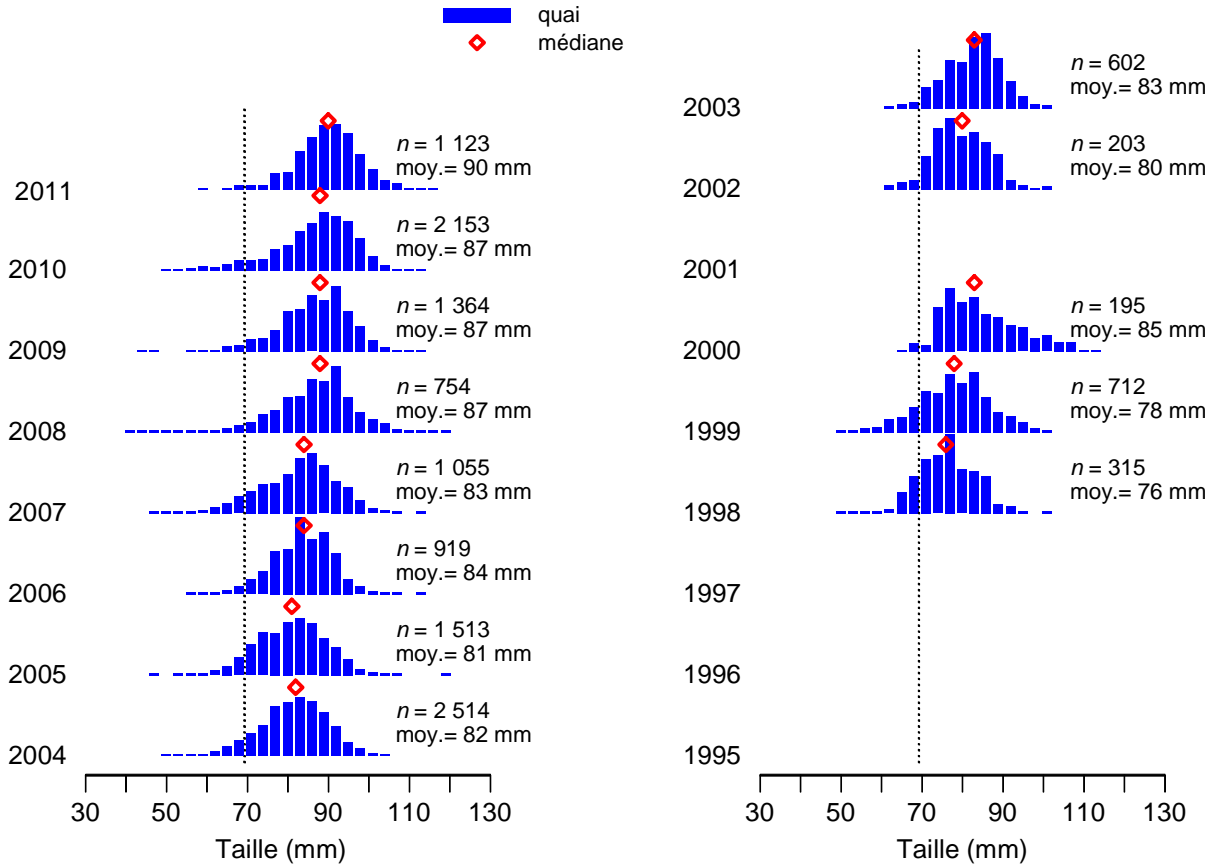 quai
médiane
2011
n = 1 123
moy.= 90 mm
2010
n = 2 153
moy.= 87 mm
2009
n = 1 364
moy.= 87 mm
2008
n = 754
moy.= 87 mm
2007
n = 1 055
moy.= 83 mm
2006
n = 919
moy.= 84 mm
2005
n = 1 513
moy.= 81 mm
2004
n = 2 514
moy.= 82 mm
30 50 70 90 110 130
Taille (mm)
2003
n = 602
moy.= 83 mm
2002
n = 203
moy.= 80 mm
2001
2000
n = 195
moy.= 85 mm
1999
n = 712
moy.= 78 mm
1998
n = 315
moy.= 76 mm
1997
1996
1995
30 50 70 90 110 130
Taille (mm)